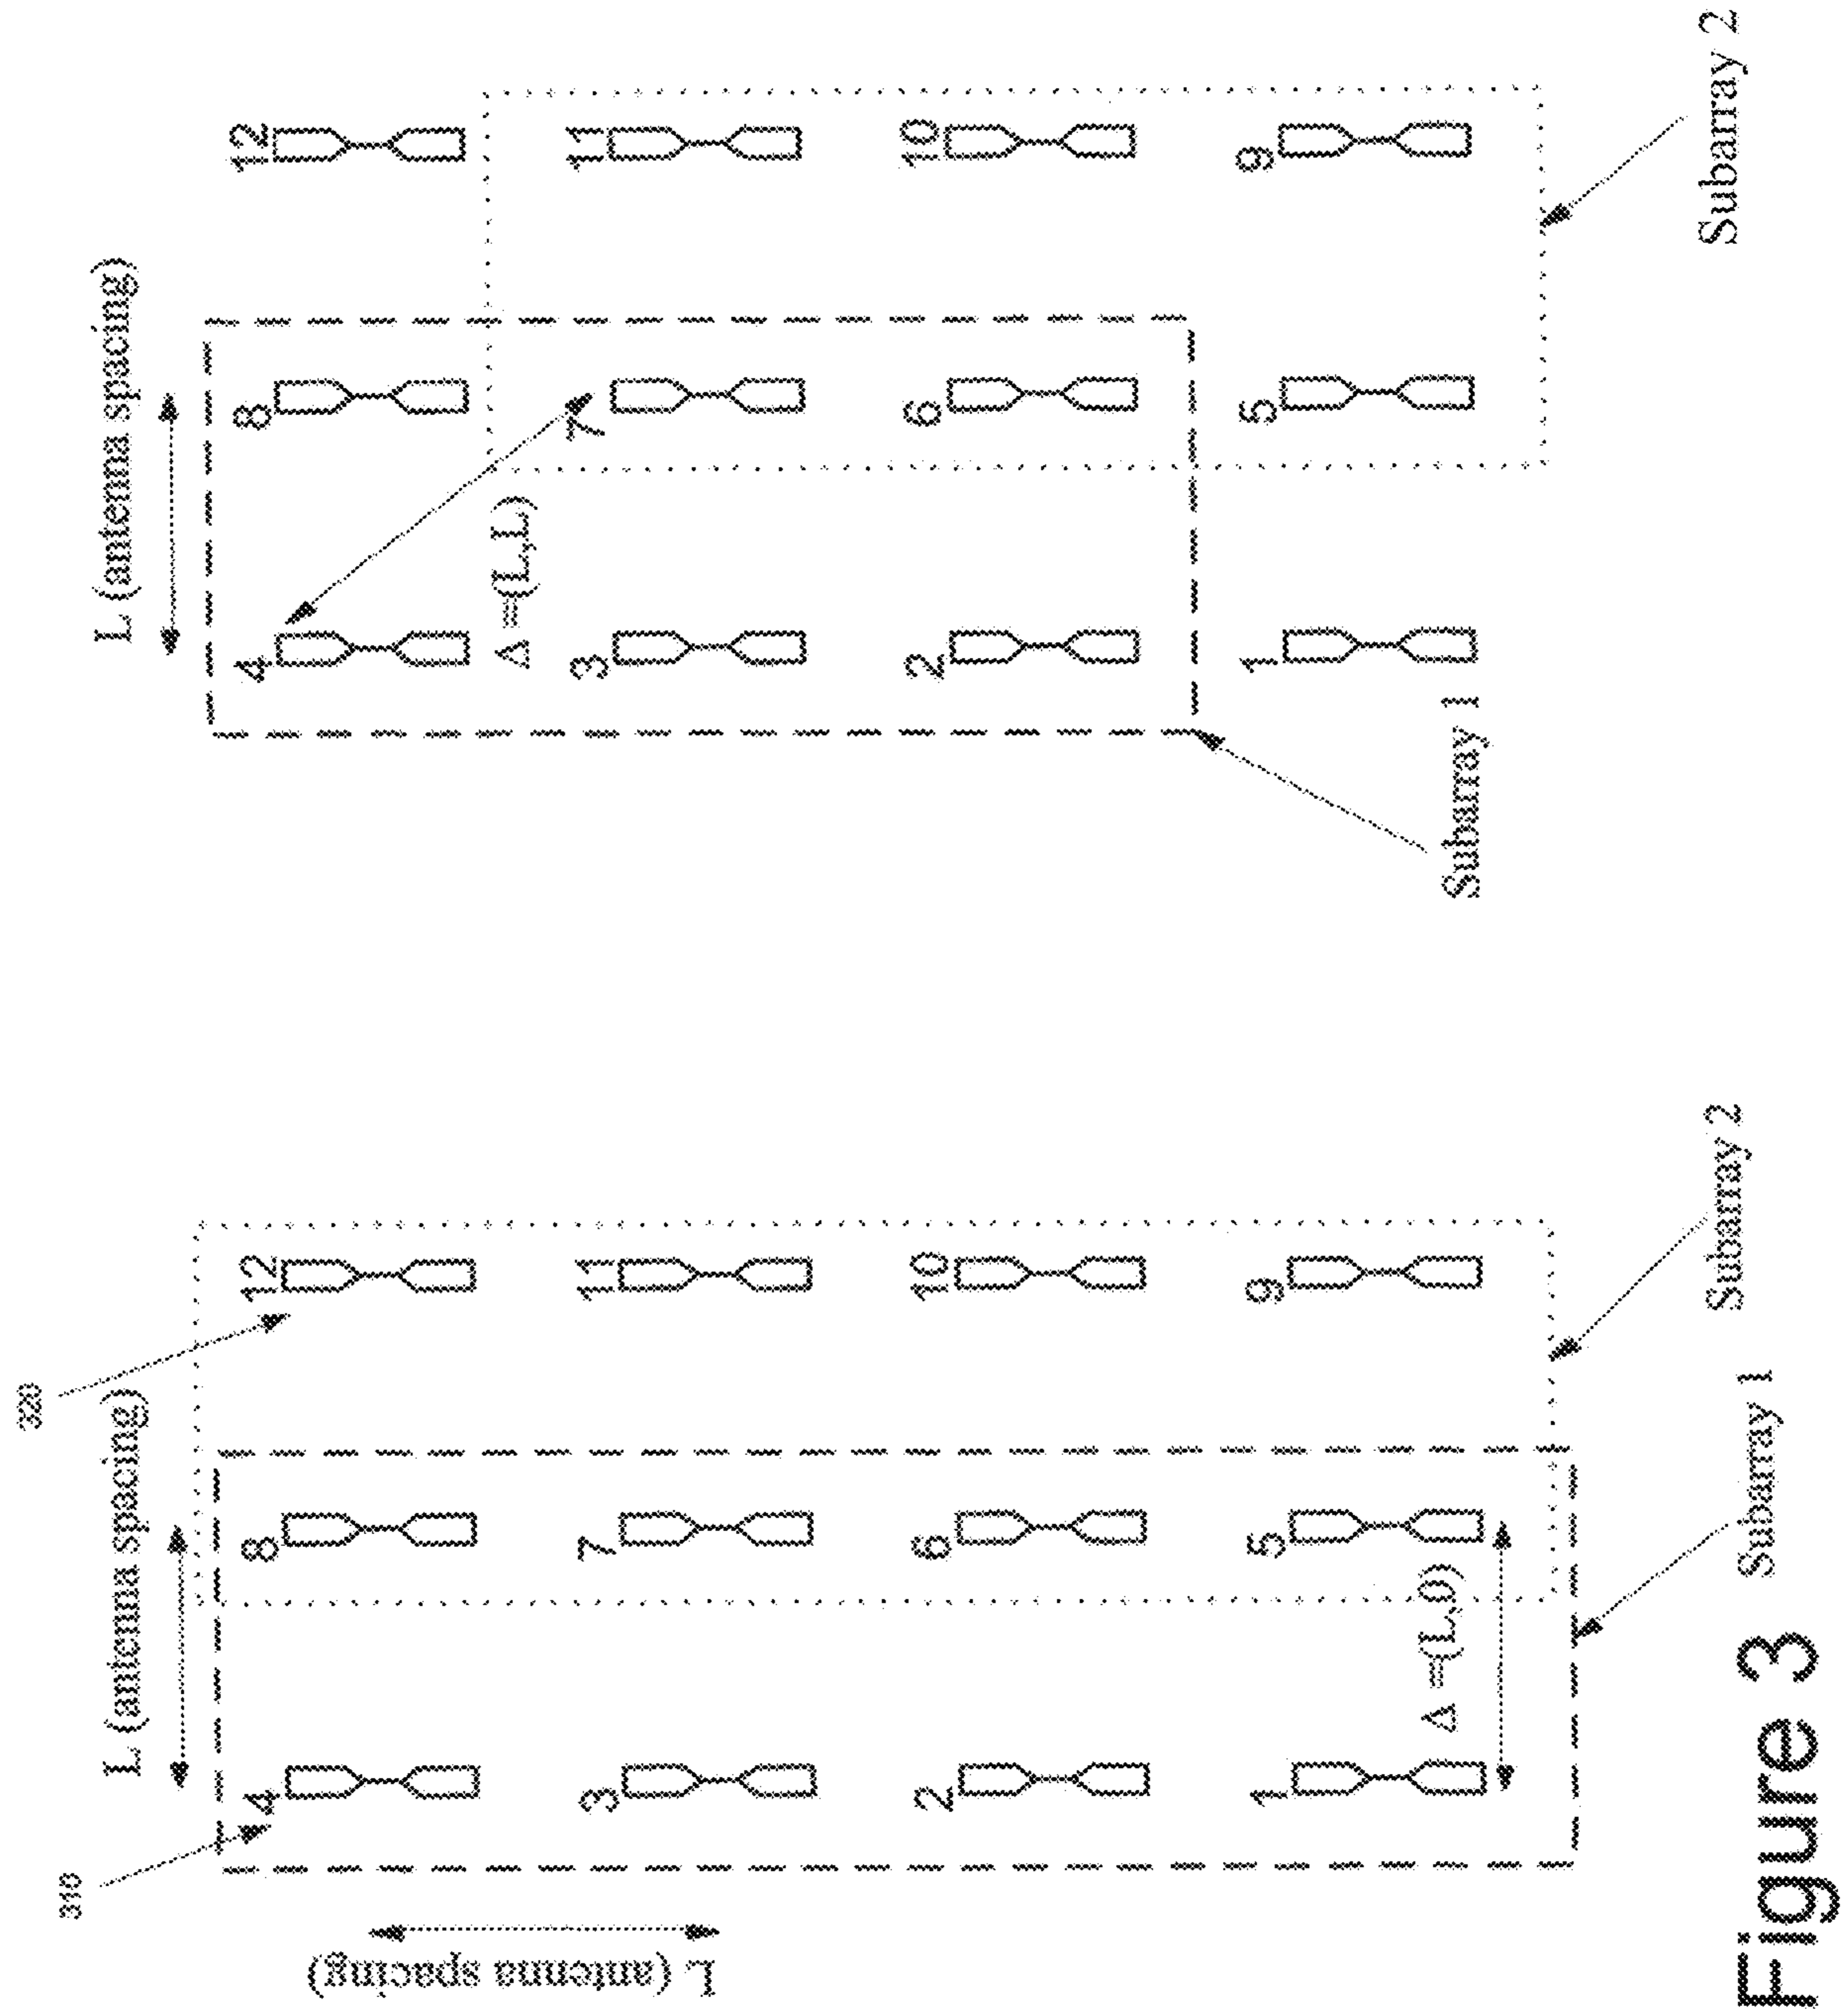 320
310
L (antenna spacing)
L (antenna spacing)
4 8 12
3 7 11
2 6 10
1 5 9
Δ =(L,0)
Subarray 2
Subarray 1
L (antenna spacing)
4 8 12
Δ =(L,L)
3 7 11
2 6 10
1 5 9
Subarray 1
Subarray 2
Figure 3